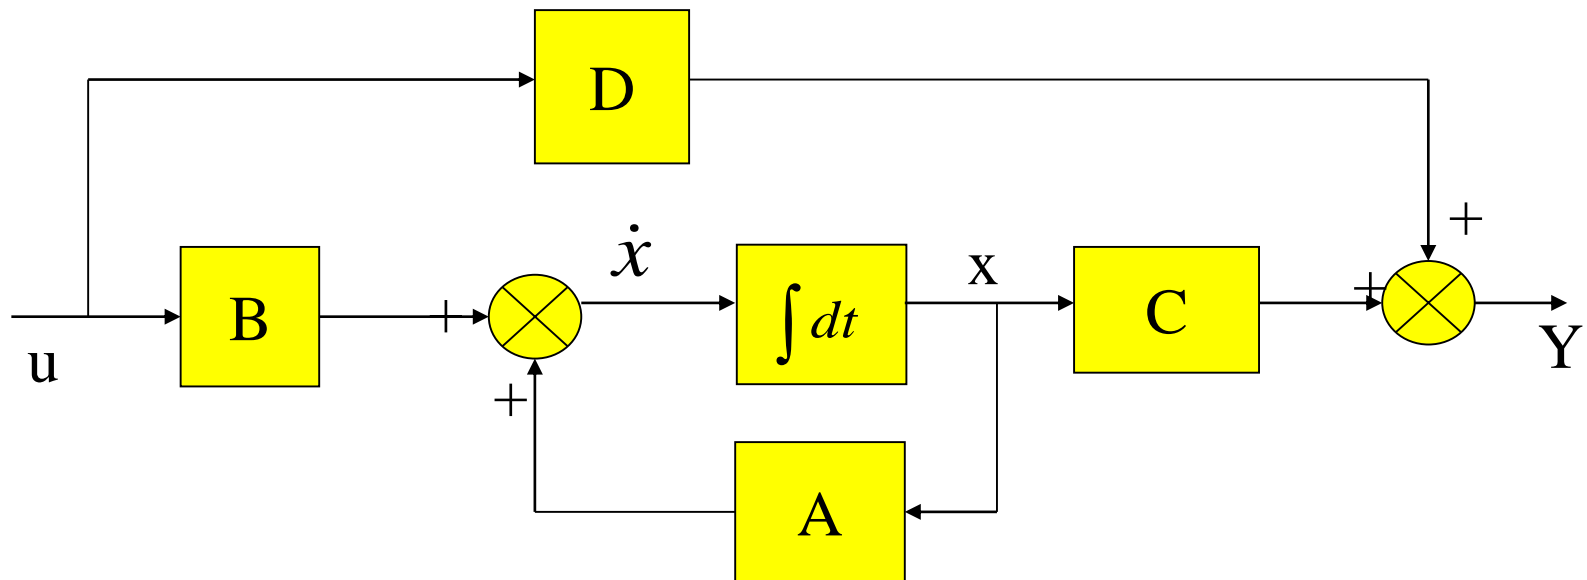 D
+
ẋ
x
+
B
+
∫dt
C
u
Y
+
A